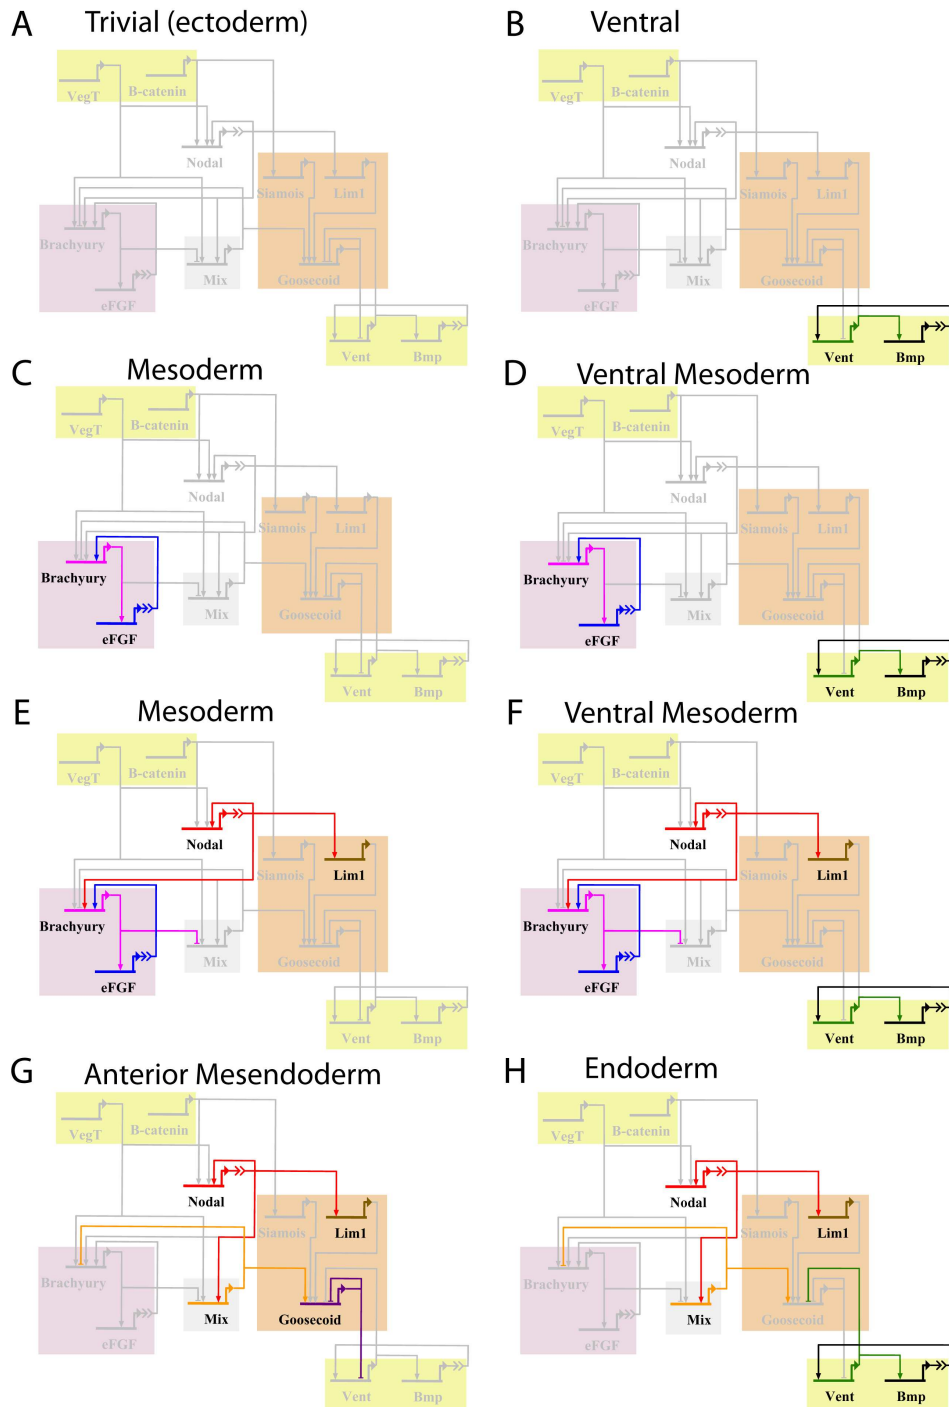 A Trivial (ectoderm)
VegT
B-catenin
Nodal
Siamois
Lim1
Brachyury
Mix
Goosecoid
eFGF
Vent
Bmp
B Ventral
VegT
B-catenin
Nodal
Siamois
Lim1
Brachyury
Mix
Goosecoid
eFGF
Vent
Bmp
C Mesoderm
VegT
B-catenin
Nodal
Siamois
Lim1
Brachyury
Mix
Goosecoid
eFGF
Vent
Bmp
D Ventral Mesoderm
VegT
B-catenin
Nodal
Siamois
Lim1
Brachyury
Mix
Goosecoid
eFGF
Vent
Bmp
E Mesoderm
VegT
B-catenin
Nodal
Siamois
Lim1
Brachyury
Mix
Goosecoid
eFGF
Vent
Bmp
F Ventral Mesoderm
VegT
B-catenin
Nodal
Siamois
Lim1
Brachyury
Mix
Goosecoid
eFGF
Vent
Bmp
G Anterior Mesendoderm
VegT
B-catenin
Nodal
Siamois
Lim1
Brachyury
Mix
Goosecoid
eFGF
Vent
Bmp
H Endoderm
VegT
B-catenin
Nodal
Siamois
Lim1
Brachyury
Mix
Goosecoid
eFGF
Vent
Bmp